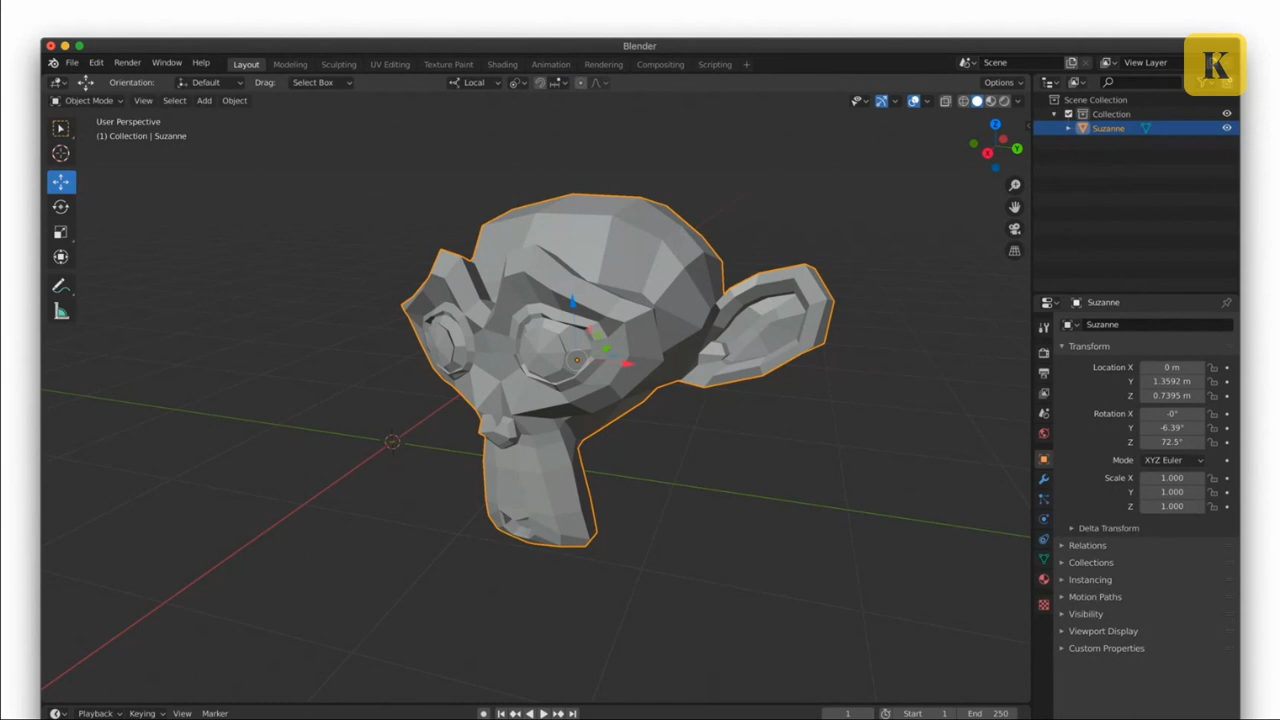 Blender
K
File Edit Render Window Help
Layout Modeling Sculpting UV Editing Texture Paint Shading Animation Rendering Compositing Scripting +
Scene
View Layer
Orientation: Default Drag: Select Box
Local
Options
Object Mode View Select Add Object
User Perspective
(1) Collection | Suzanne
Z
Y
X
Scene Collection
Collection
Suzanne
Suzanne
Suzanne
Transform
Location X 0 m
Y 1.3592 m
Z 0.7395 m
Rotation X -0°
Y -6.39°
Z 72.5°
Mode XYZ Euler
Scale X 1.000
Y 1.000
Z 1.000
Delta Transform
Relations
Collections
Instancing
Motion Paths
Visibility
Viewport Display
Custom Properties
Playback Keying View Marker
1
Start 1
End 250